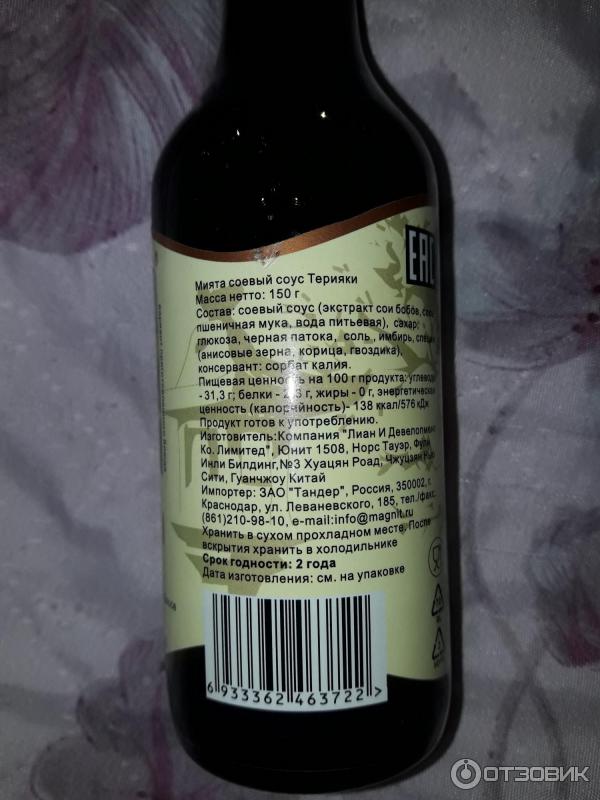 EAC
Мията соевый соус Терияки
Масса нетто: 150 г
Состав: соевый соус (экстракт сои бобов,
пшеничная мука, вода питьевая), сахар,
глюкоза, черная патока, соль, имбирь,
(анисовые зерна, корица, гвоздика),
консервант: сорбат калия.
Пищевая ценность на 100 г продукта:
- 31,3 г; белки - г, жиры - 0 г, энергетическая
ценность (калорийность)- 138 ккал/576 кДж
Продукт готов к употреблению.
Изготовитель:Компания "Лиан И Девелопмент
Ко. Лимитед", Юнит 1508, Норс Тауэр,
Инли Билдинг,№3 Хуацян Роад, Чжуцзян Нью
Сити, Гуанчжоу Китай
Импортер: ЗАО "Тандер", Россия, 350002, г.
Краснодар, ул. Леваневского, 185, тел./факс:
(861)210-98-10, e-mail:info@magnit.ru
Хранить в сухом прохладном месте. После
вскрытия хранить в холодильнике
Срок годности: 2 года
Дата изготовления: см. на упаковке
6 933362 463722 >
ОТЗОВИК